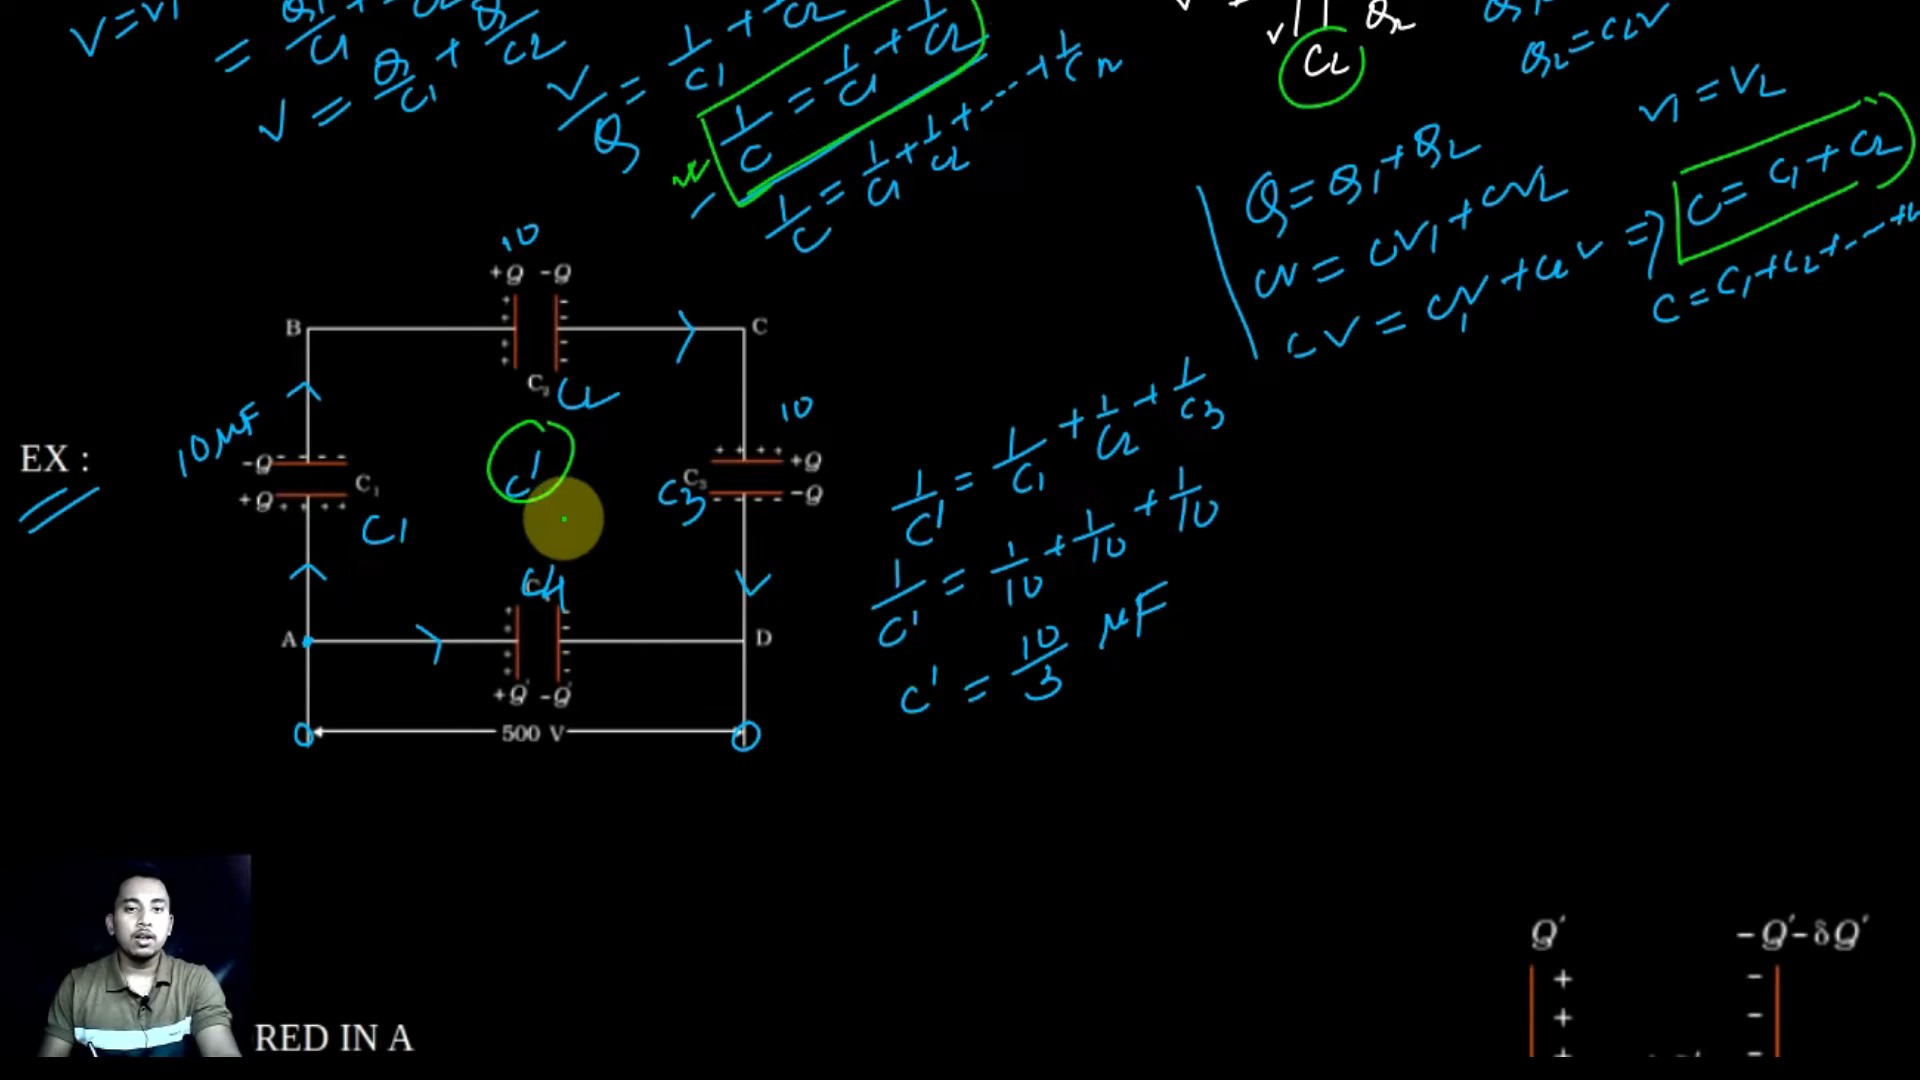 V=V1
= Q1/C1 +
V = Q/C1 + Q/C2
V/Q = 1/C1 + 1/C2
1/C = 1/C1 + 1/C2
1/C = 1/C1 + 1/C2 + ---- + 1/Cn
V
Q2
C2
Q2 = C2V
V1 = V2
Q = Q1 + Q2
CV = CV1 + CV2
CV = C1V + C2V ⇒ C = C1 + C2
C = C1 + C2 + --- +
EX :
10
+Q -Q
B
C
C2
C2
10 μF
-Q
+Q
C1
C1
C'
10
+Q
-Q
C3
C3
C4
A
D
+Q' -Q'
500 V
1/C' = 1/C1 + 1/C2 + 1/C3
1/C' = 1/10 + 1/10 + 1/10
C' = 10/3 μF
Q' -Q'-δQ'
RED IN A